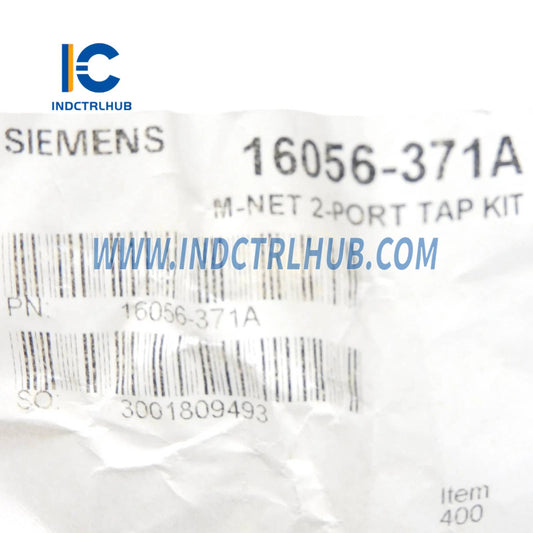 IC
INDCTRLHUB
SIEMENS
16056-371A
M-NET 2-PORT TAP KIT
WWW.INDCTRLHUB.COM
PN: 16056-371A
SO: 3001809493
Item
400